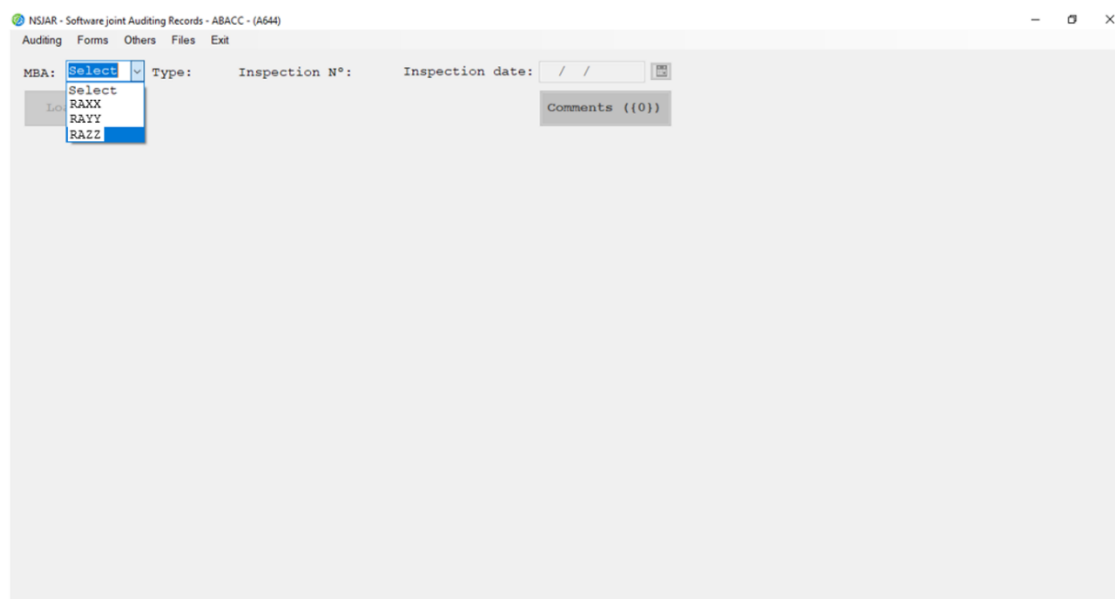 NSJAR - Software joint Auditing Records - ABACC - (A644)
Auditing Forms Others Files Exit
MBA: Select Type: Inspection Nº: Inspection date: / /
Select
RAXX
RAYY
RAZZ
Comments ({0})